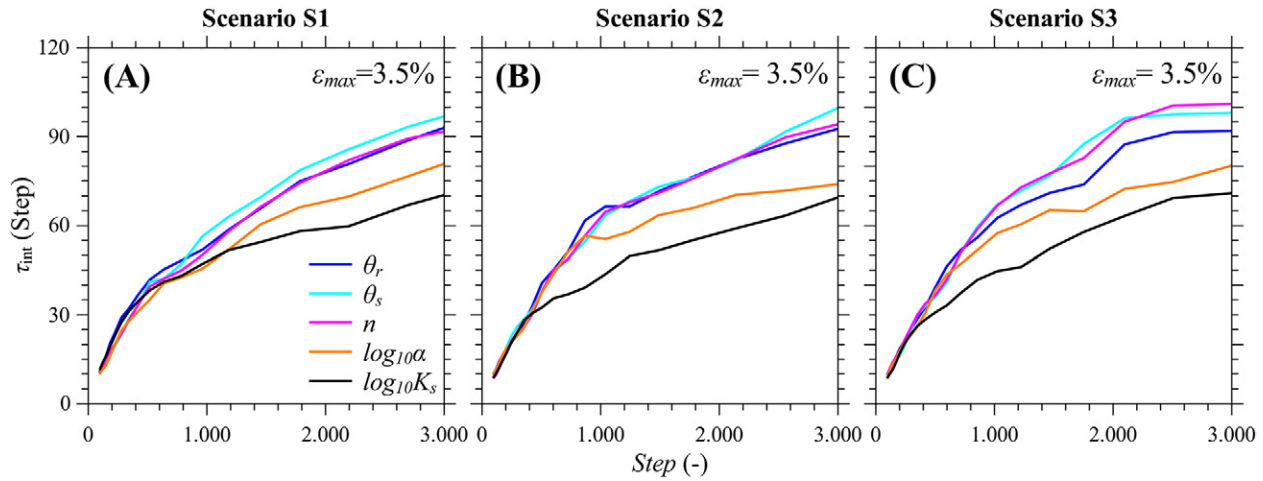 Scenario S1 Scenario S2 Scenario S3
120
90
60
30
0
τint (Step)
(A) εmax=3.5%
θr
θs
n
log10α
log10Ks
(B) εmax= 3.5%
(C) εmax= 3.5%
0 1.000 2.000 3.000
0 1.000 2.000 3.000
0 1.000 2.000 3.000
Step (-)